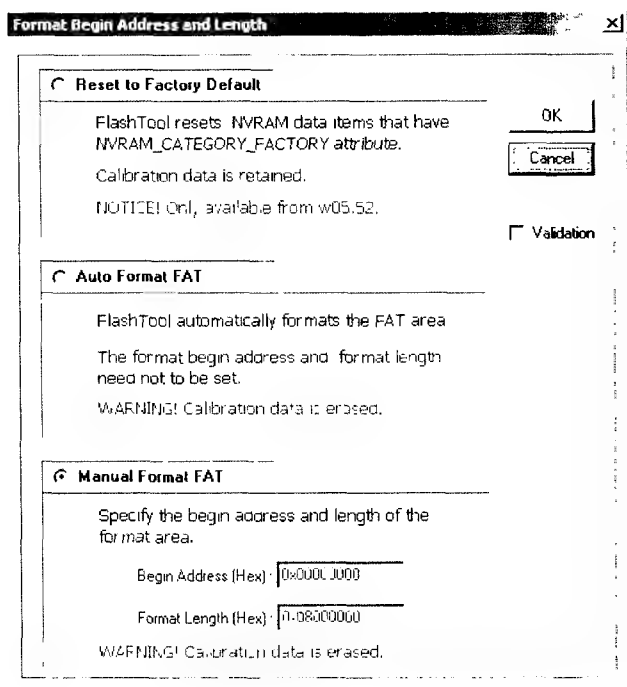 Format Begin Address and Length
Reset to Factory Default
FlashTool resets NVRAM data items that have
NVRAM_CATEGORY_FACTORY attribute.
Calibration data is retained.
NOTICE! Only available from w05.52.
OK
Cancel
Validation
Auto Format FAT
FlashTool automatically formats the FAT area
The format begin address and format length
need not to be set.
WARNING! Calibration data is erased.
Manual Format FAT
Specify the begin address and length of the
format area.
Begin Address (Hex) :
Format Length (Hex) : 0x08000000
WARNING! Calibration data is erased.